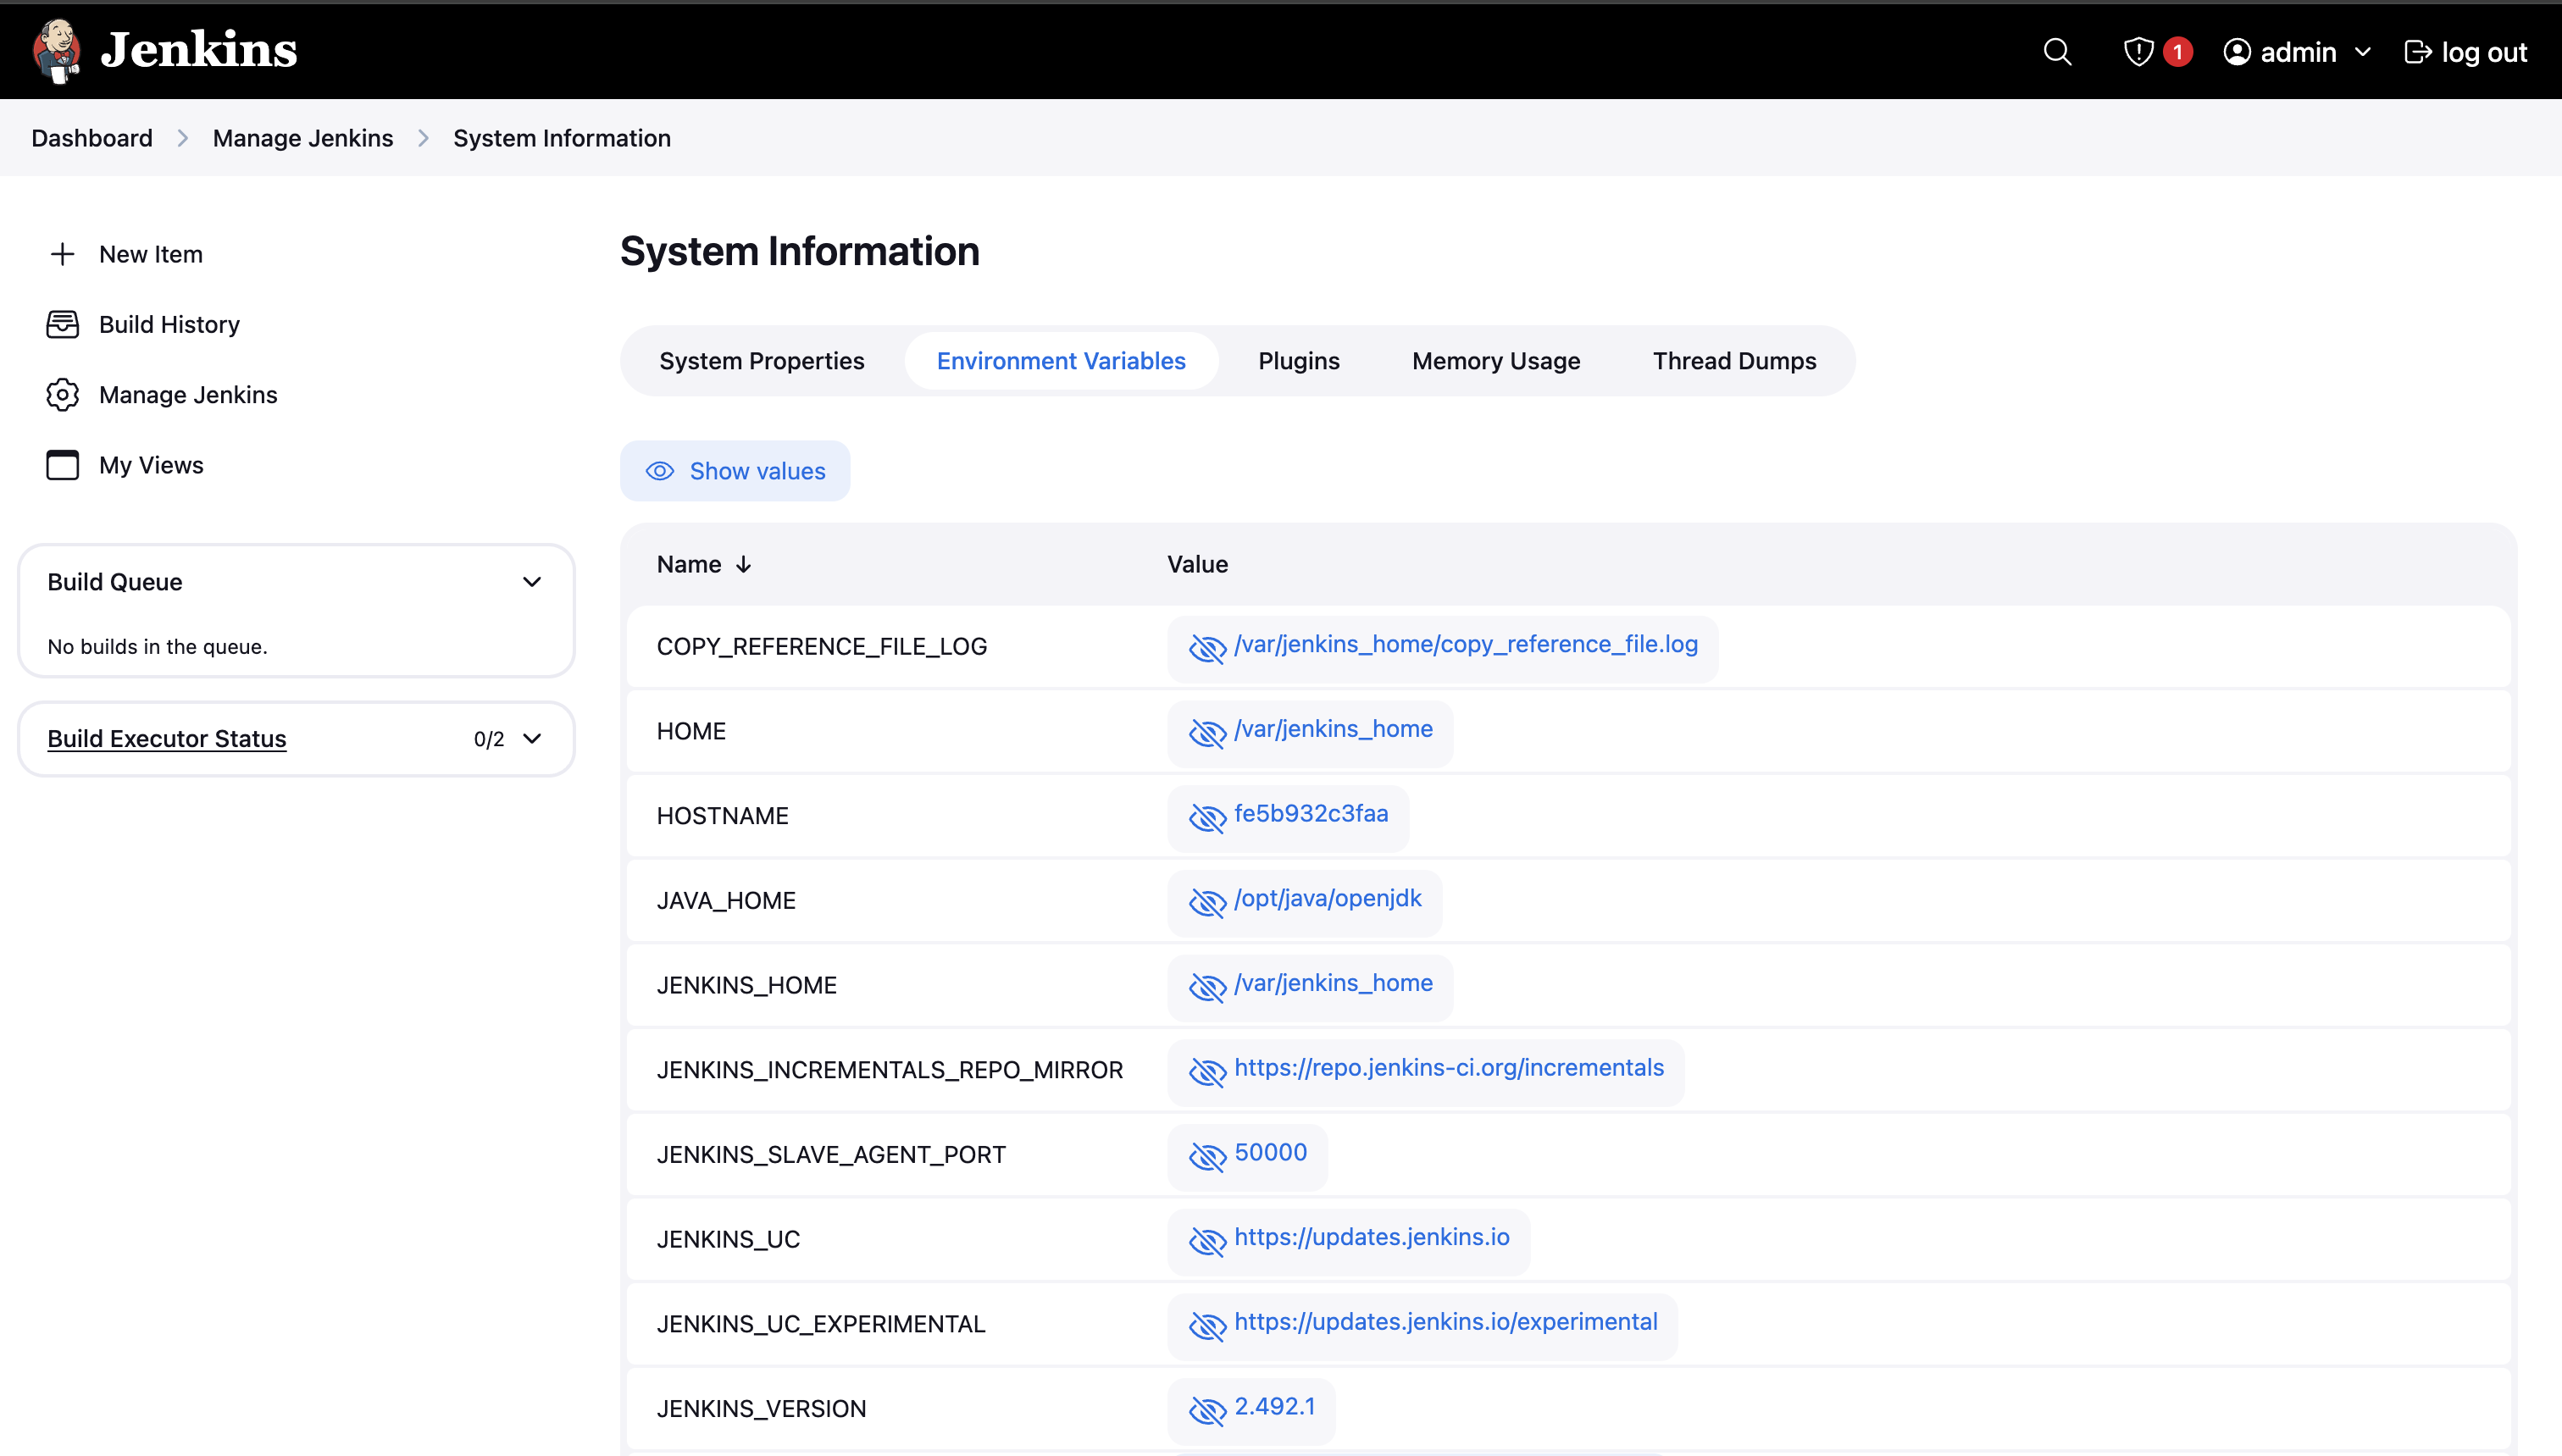 Jenkins
1
admin
log out
Dashboard
Manage Jenkins
System Information
New Item
Build History
Manage Jenkins
My Views
Build Queue
No builds in the queue.
Build Executor Status 0/2
System Information
System Properties
Environment Variables
Plugins
Memory Usage
Thread Dumps
Show values
Name ↓ Value
COPY_REFERENCE_FILE_LOG /var/jenkins_home/copy_reference_file.log
HOME /var/jenkins_home
HOSTNAME fe5b932c3faa
JAVA_HOME /opt/java/openjdk
JENKINS_HOME /var/jenkins_home
JENKINS_INCREMENTALS_REPO_MIRROR https://repo.jenkins-ci.org/incrementals
JENKINS_SLAVE_AGENT_PORT 50000
JENKINS_UC https://updates.jenkins.io
JENKINS_UC_EXPERIMENTAL https://updates.jenkins.io/experimental
JENKINS_VERSION 2.492.1